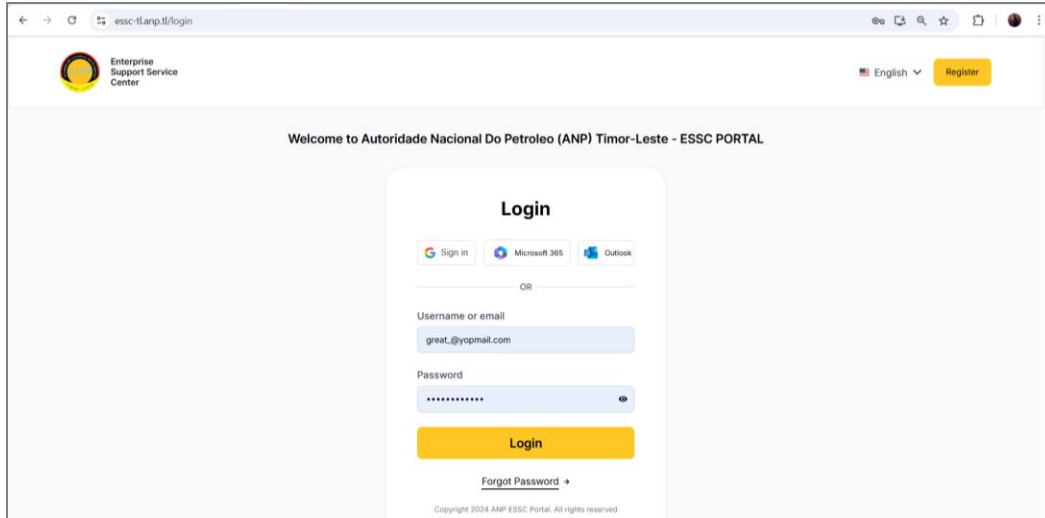 essc-tl.anp.tl/login
Enterprise
Support Service
Center
English
Register
Welcome to Autoridade Nacional Do Petroleo (ANP) Timor-Leste - ESSC PORTAL
Login
Sign in
Microsoft 365
Outlook
OR
Username or email
great_@yopmail.com
Password
••••••••••••
Login
Forgot Password →
Copyright 2024 ANP ESSC Portal. All rights reserved